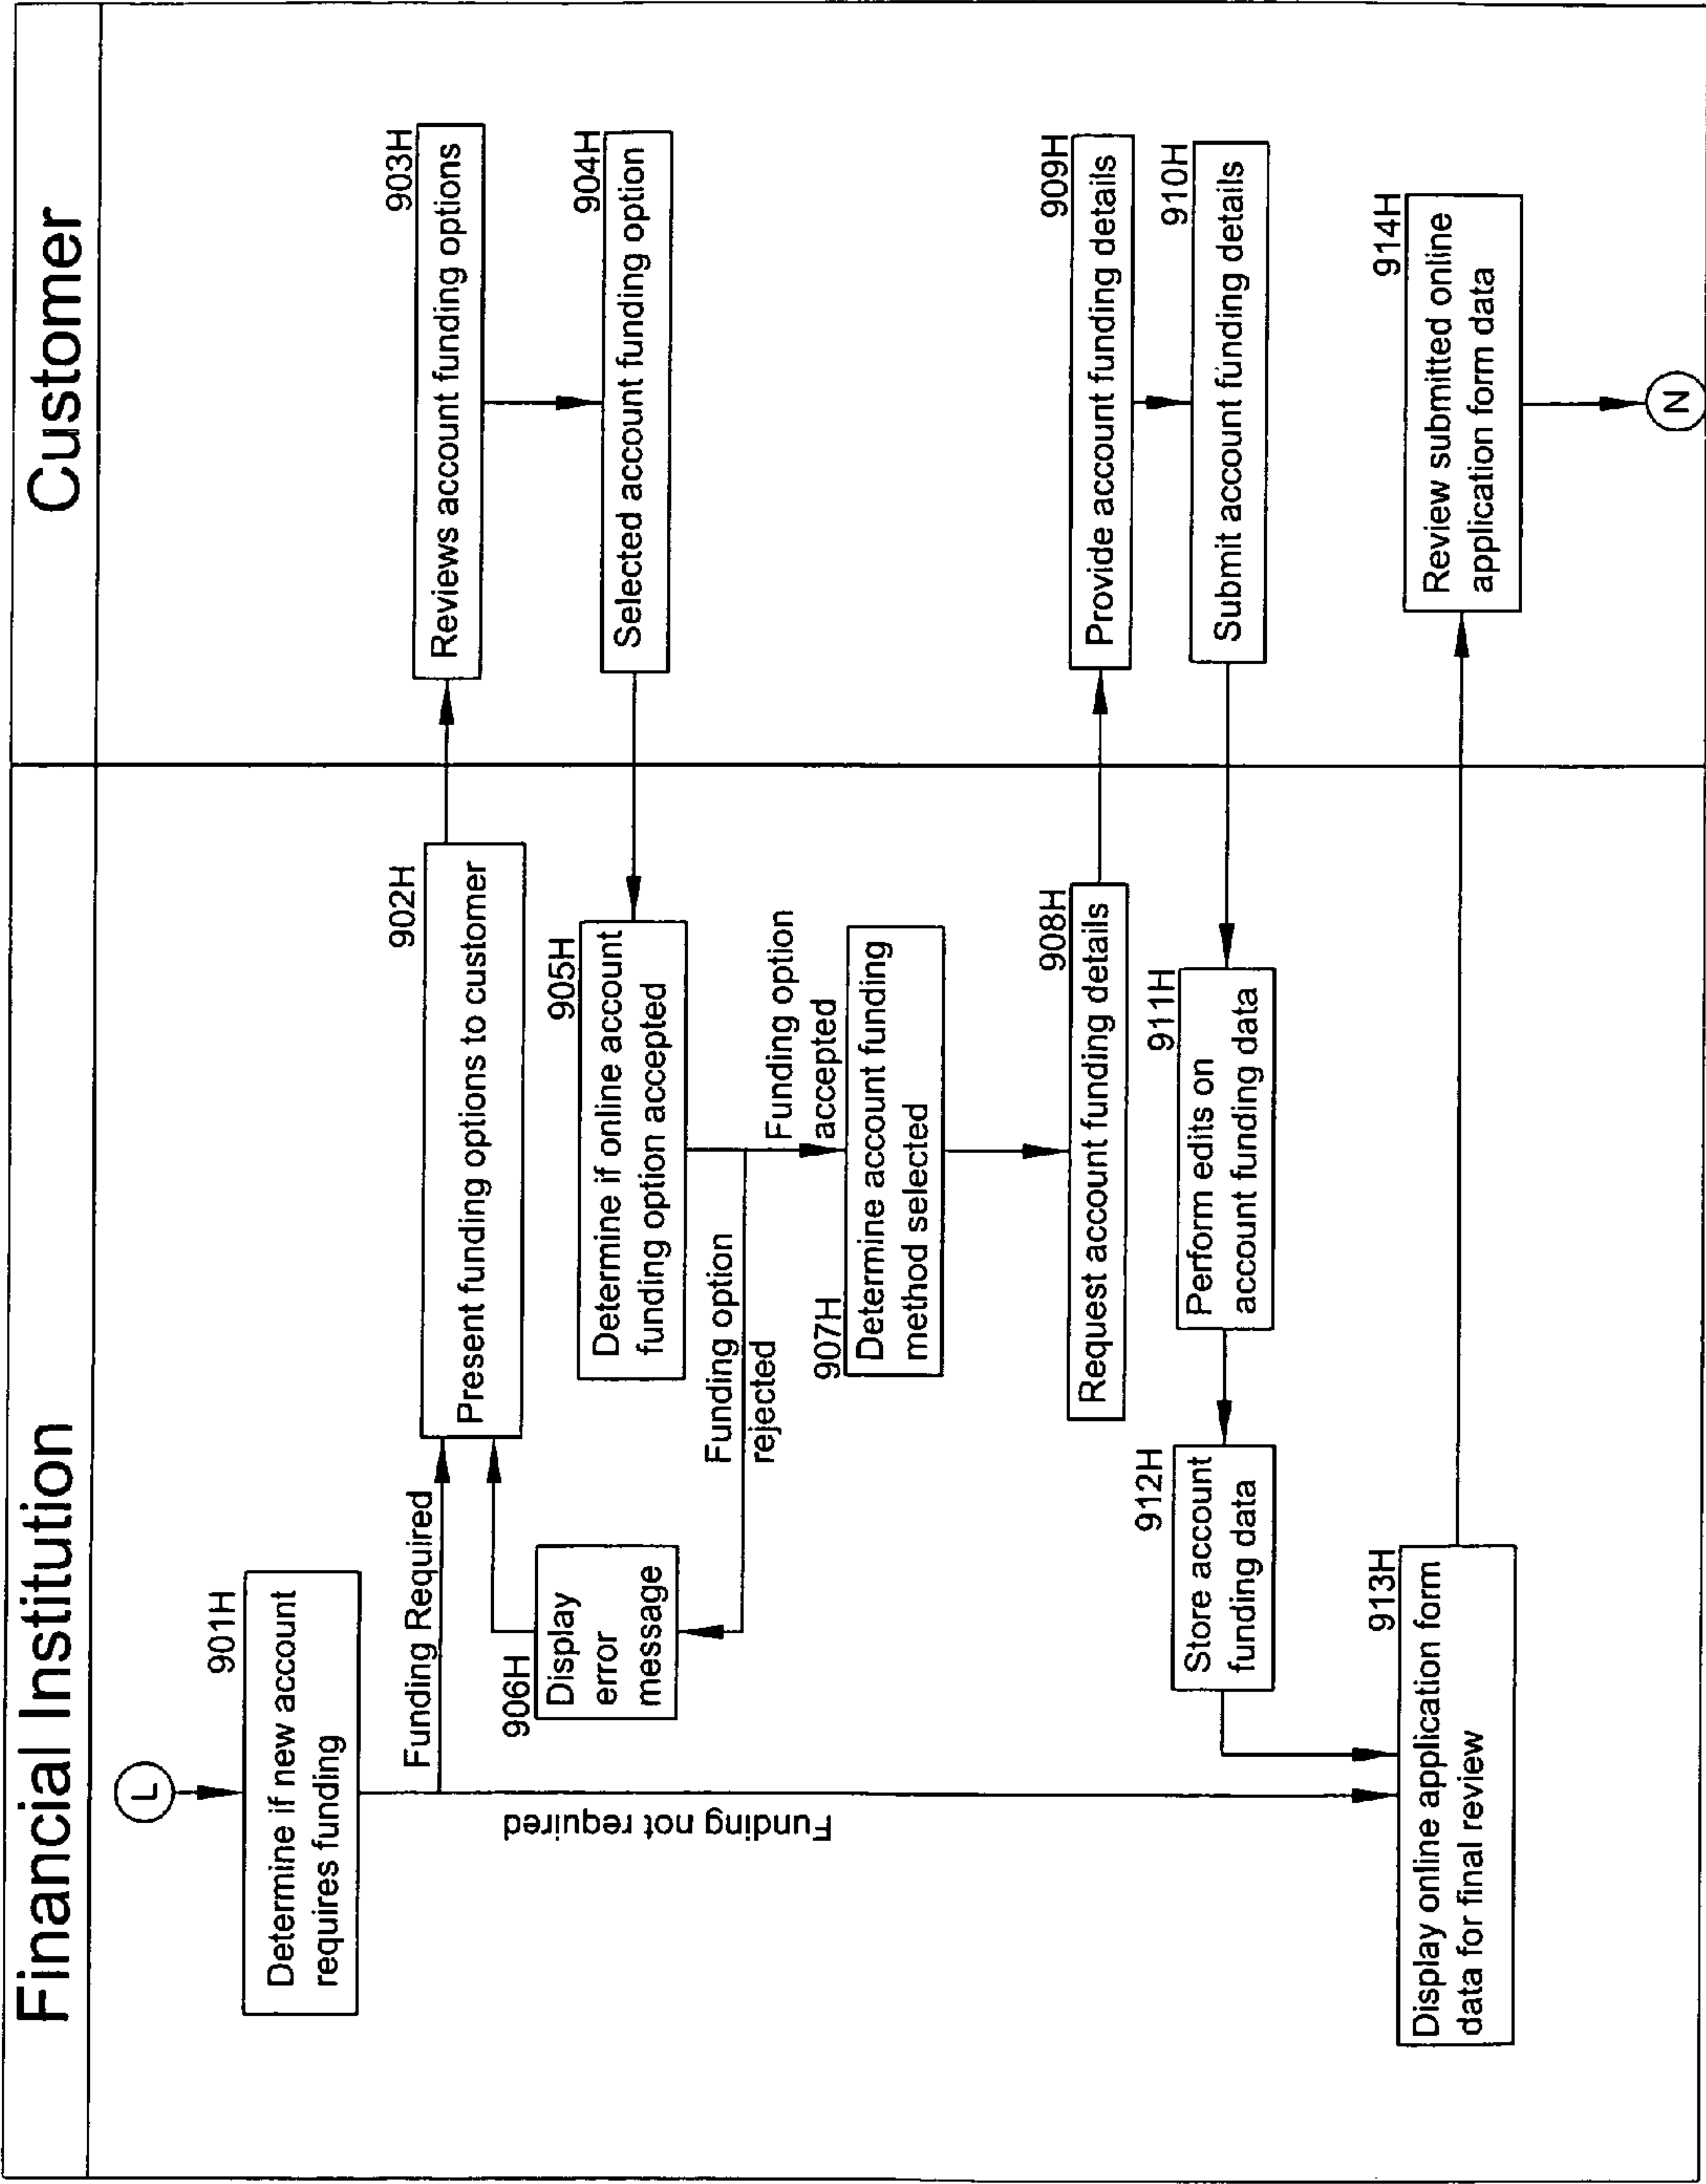 Financial Institution
Customer
L
901H
Determine if new account
requires funding
Funding Required
Funding not required
902H
Present funding options to customer
903H
Reviews account funding options
904H
Selected account funding option
905H
Determine if online account
funding option accepted
906H
Display
error
message
Funding option
rejected
Funding option
accepted
907H
Determine account funding
method selected
908H
Request account funding details
909H
Provide account funding details
910H
Submit account funding details
911H
Perform edits on
account funding data
912H
Store account
funding data
913H
Display online application form
data for final review
914H
Review submitted online
application form data
N